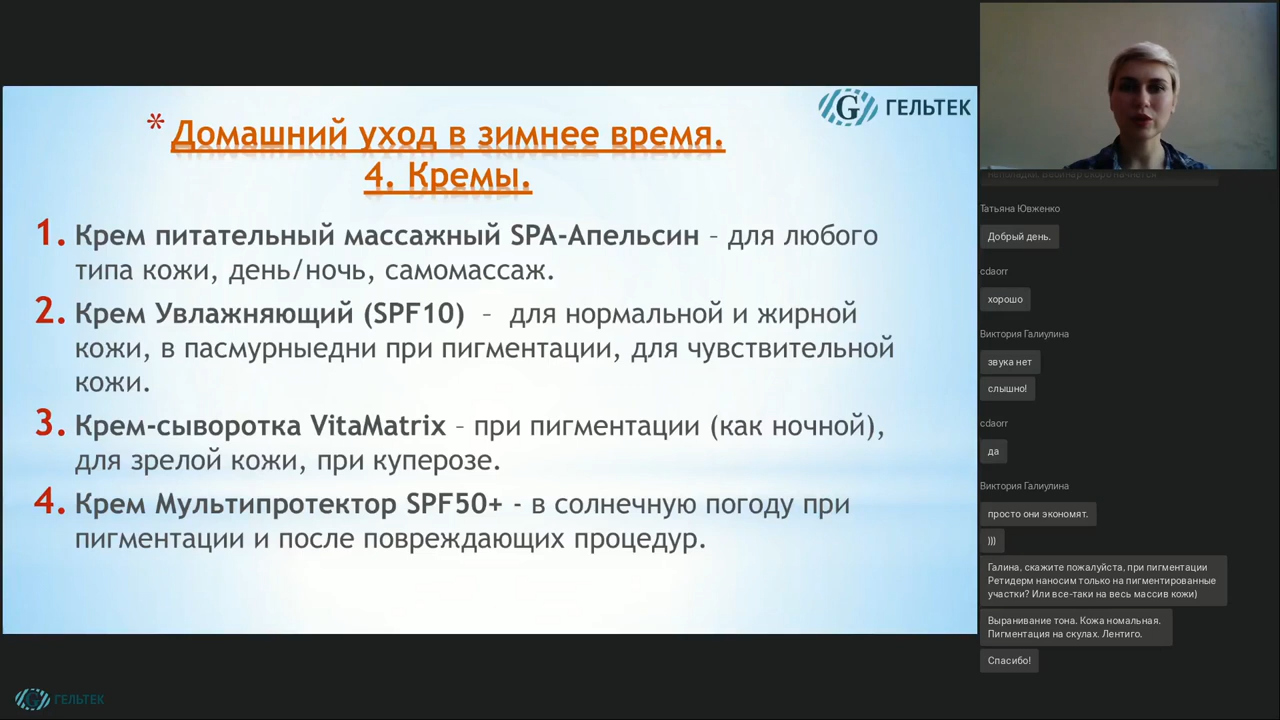 ГЕЛЬТЕК
* Домашний уход в зимнее время.
4. Кремы.
1. Крем питательный массажный SPA-Апельсин – для любого
типа кожи, день/ночь, самомассаж.
2. Крем Увлажняющий (SPF10) – для нормальной и жирной
кожи, в пасмурныедни при пигментации, для чувствительной
кожи.
3. Крем-сыворотка VitaMatrix – при пигментации (как ночной),
для зрелой кожи, при куперозе.
4. Крем Мультипротектор SPF50+ - в солнечную погоду при
пигментации и после повреждающих процедур.
ГЕЛЬТЕК
Татьяна Ювженко
Добрый день.
cdaorr
хорошо
Виктория Галиулина
звука нет
слышно!
cdaorr
да
Виктория Галиулина
просто они экономят.
)))
Галина, скажите пожалуйста, при пигментации
Ретидерм наносим только на пигментированные
участки? Или все-таки на весь массив кожи)
Выранивание тона. Кожа номальная.
Пигментация на скулах. Лентиго.
Спасибо!